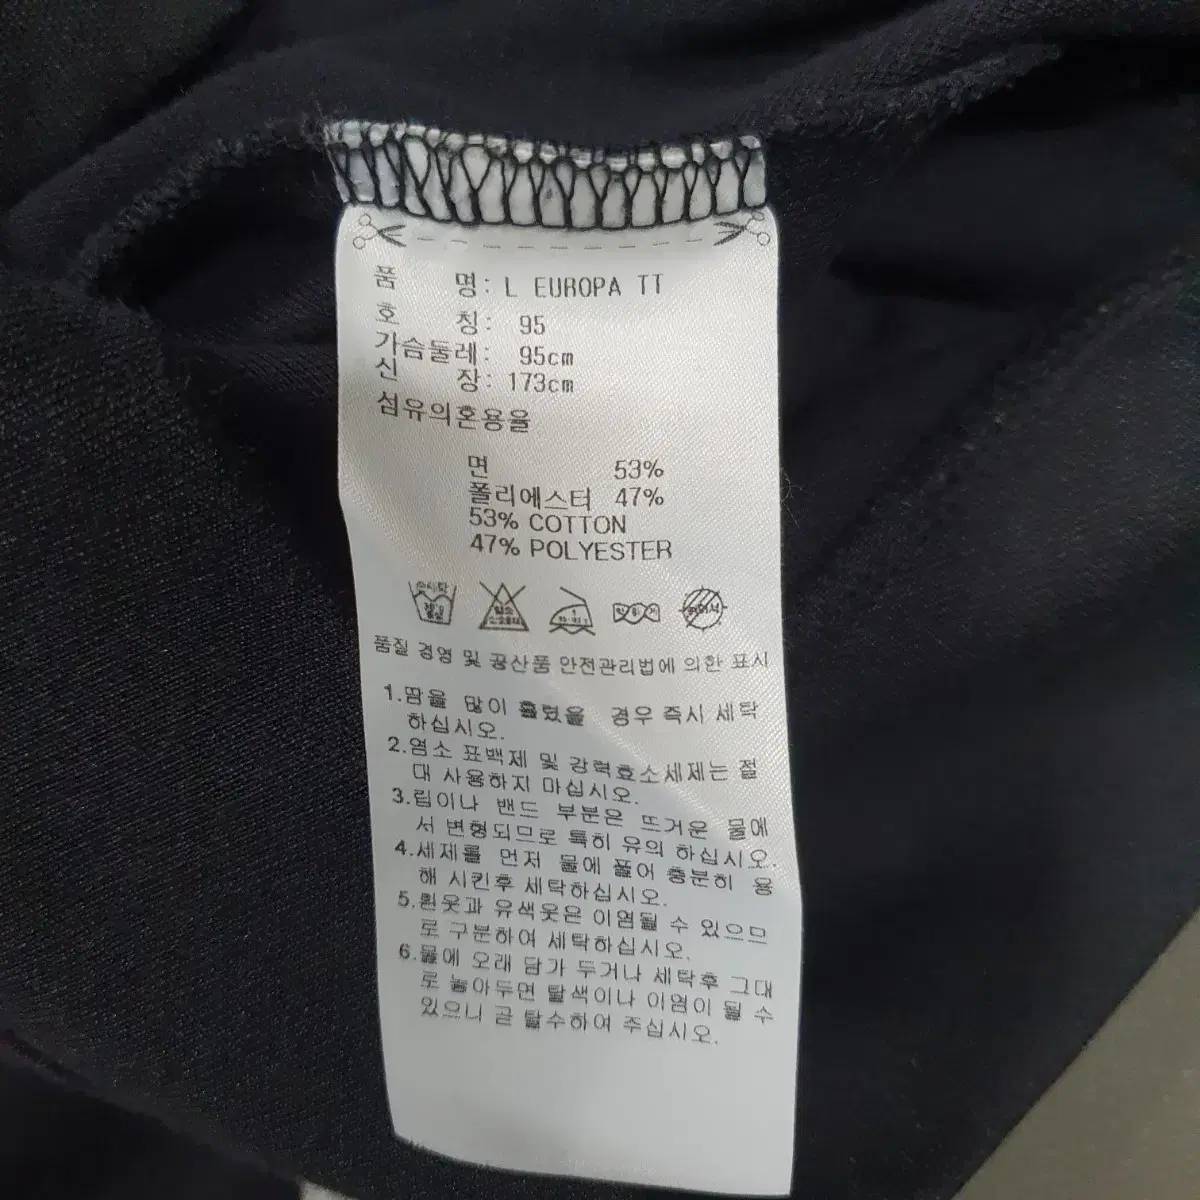 품 명: L EUROPA TT
호 칭: 95
가슴둘레: 95cm
신 장: 173cm
섬유의혼용율
면 53%
폴리에스터 47%
53% COTTON
47% POLYESTER
품질 경영 및 공산품 안전관리법에 의한 표시
1.땀을 많이 흘렸을 경우 즉시 세탁
하십시오.
2.염소 표백제 및 강력효소세제는 절
대 사용하지 마십시오.
3.립이나 밴드 부분은 뜨거운 물에
서 변형되므로 특히 유의 하십시오.
4.세제를 먼저 물에 풀어 충분히 용
해 시킨후 세탁하십시오.
5.흰옷과 유색옷은 이염될 수 있으므
로 구분하여 세탁하십시오.
6.물에 오래 담가 두거나 세탁후 그대
로 놓아두면 탈색이나 이염이 될 수
있으니 곧 탈수하여 주십시오.